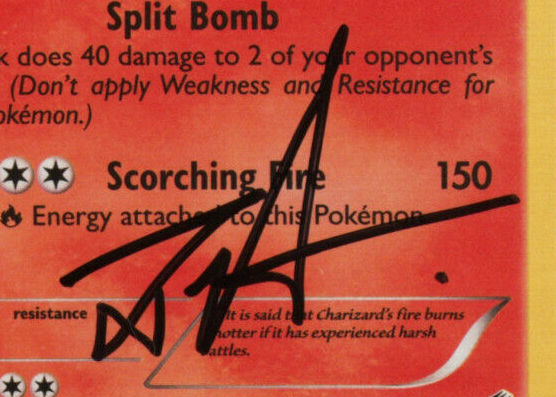 Split Bomb
does 40 damage to 2 of your opponent's
(Don't apply Weakness and Resistance for
okémon.)
Scorching Fire 150
Energy attached to this Pokémon
resistance
It is said that Charizard's fire burns
hotter if it has experienced harsh
attles.